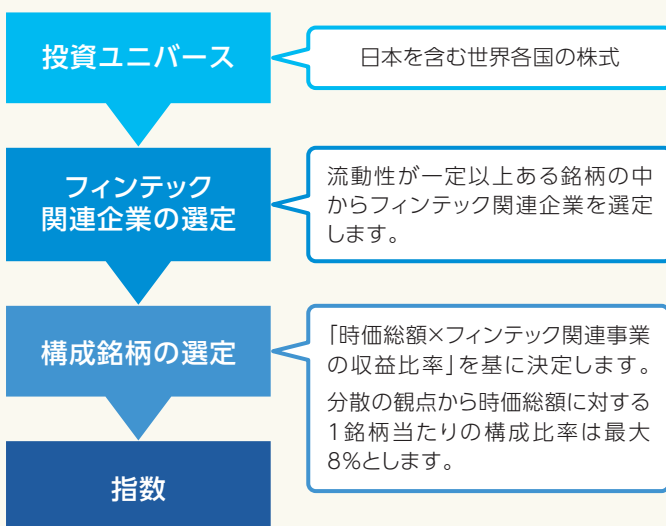 投資ユニバース
日本を含む世界各国の株式
フィンテック
関連企業の選定
流動性が一定以上ある銘柄の中
からフィンテック関連企業を選定
します。
構成銘柄の選定
「時価総額×フィンテック関連事業
の収益比率」を基に決定します。
分散の観点から時価総額に対する
1銘柄当たりの構成比率は最大
8%とします。
指数